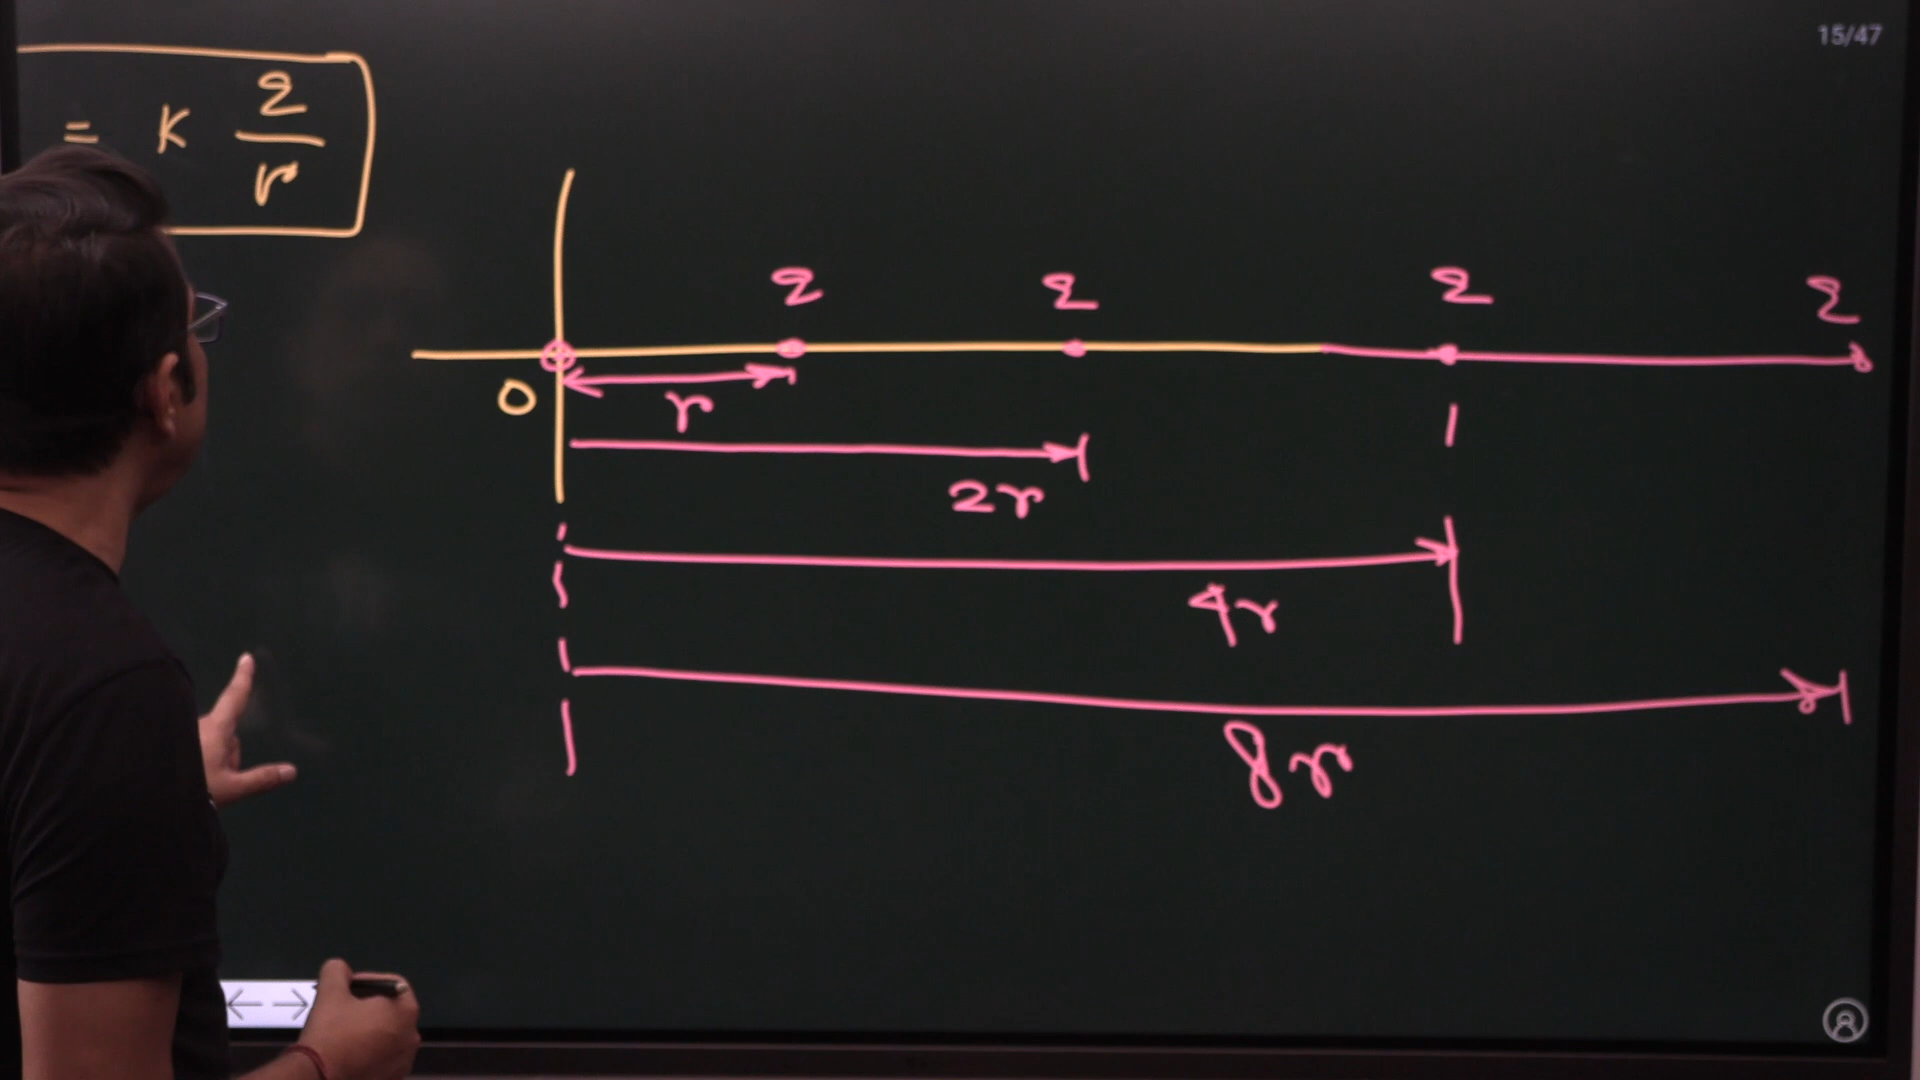 15/47
= K q/r
q q q q
O
r
2r
4r
8r